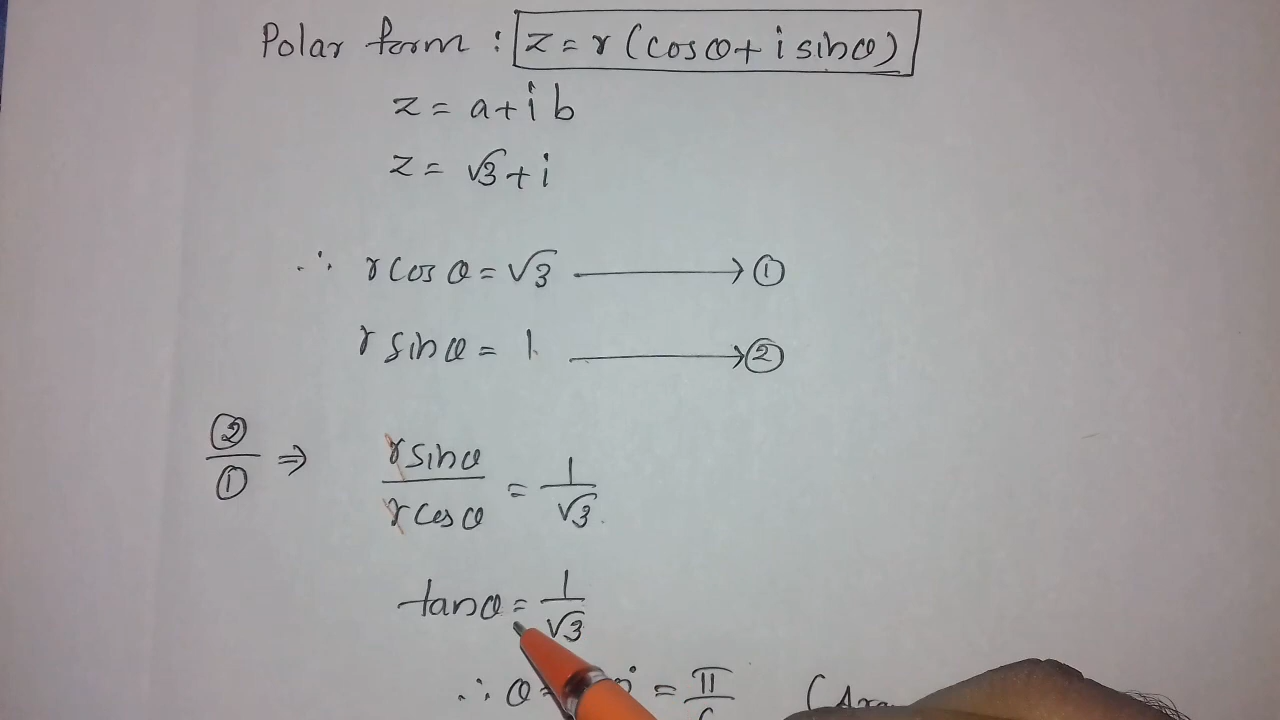 Polar form : z = r (cosθ + i sinθ)
z = a + i b
z = √3 + i
∴ r cos θ = √3 ⟶ ①
r sinθ = 1. ⟶ ②
②/① ⇒ r sinθ / r cosθ = 1/√3.
tanθ = 1/√3
∴ θ = ° = π/